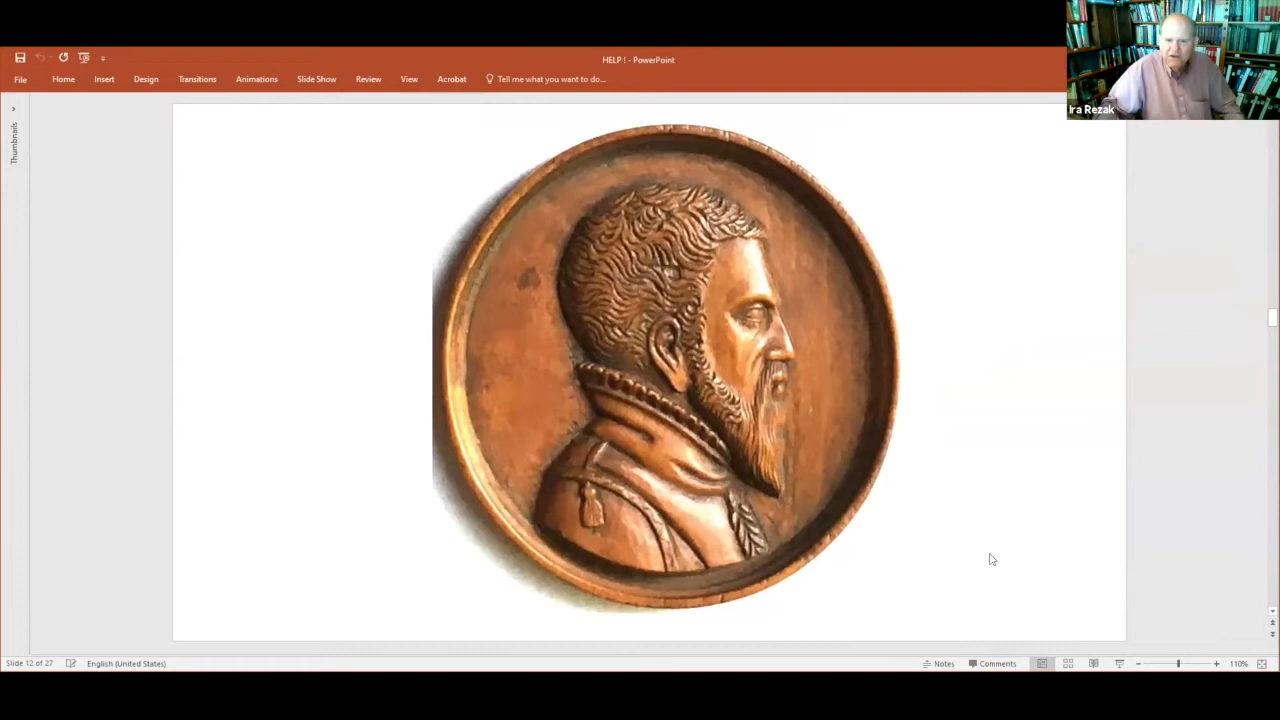 HELP ! - PowerPoint
File Home Insert Design Transitions Animations Slide Show Review View Acrobat Tell me what you want to do...
Ira Rezak
Thumbnails
Slide 12 of 27 English (United States) Notes Comments 110%